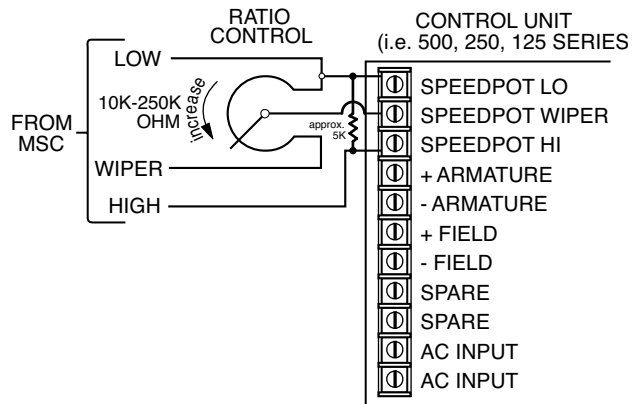 RATIO
CONTROL
CONTROL UNIT
(i.e. 500, 250, 125 SERIES
LOW
10K-250K
OHM
increase
FROM
MSC
approx.
5K
WIPER
HIGH
SPEEDPOT LO
SPEEDPOT WIPER
SPEEDPOT HI
+ ARMATURE
- ARMATURE
+ FIELD
- FIELD
SPARE
SPARE
AC INPUT
AC INPUT